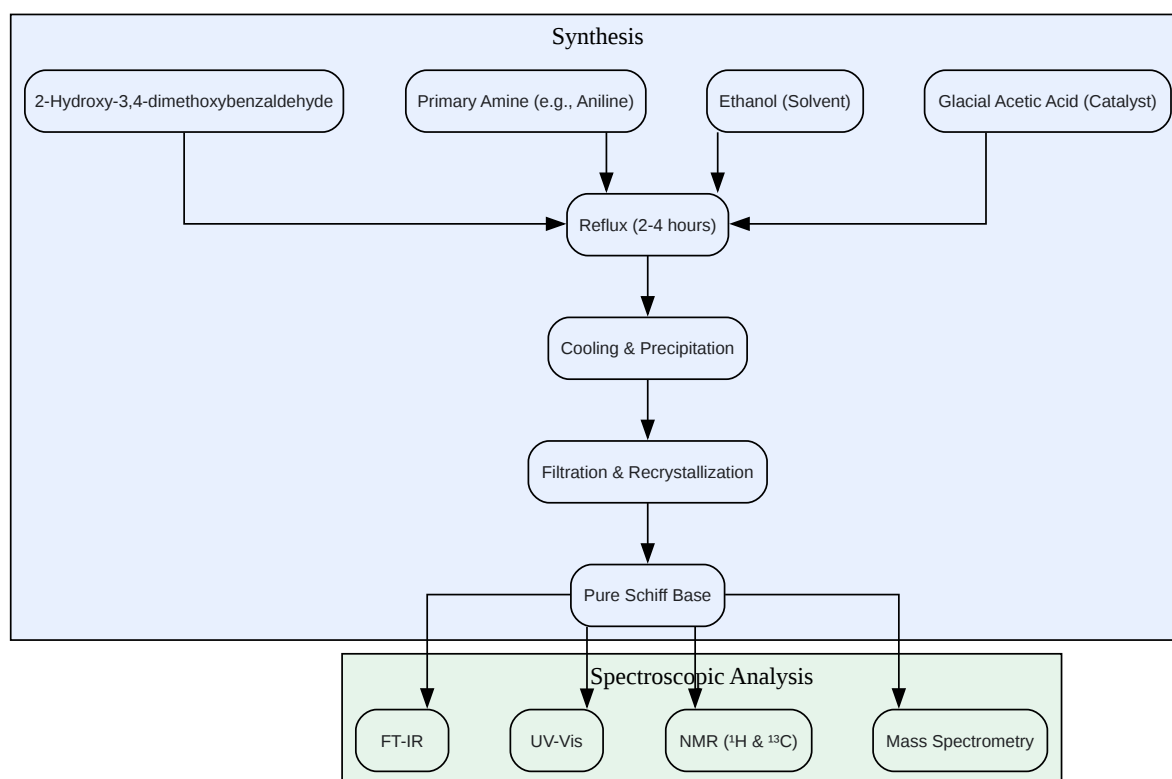 Synthesis
2-Hydroxy-3,4-dimethoxybenzaldehyde
Primary Amine (e.g., Aniline)
Ethanol (Solvent)
Glacial Acetic Acid (Catalyst)
Reflux (2-4 hours)
Cooling & Precipitation
Filtration & Recrystallization
Pure Schiff Base
Spectroscopic Analysis
FT-IR
UV-Vis
NMR (¹H & ¹³C)
Mass Spectrometry